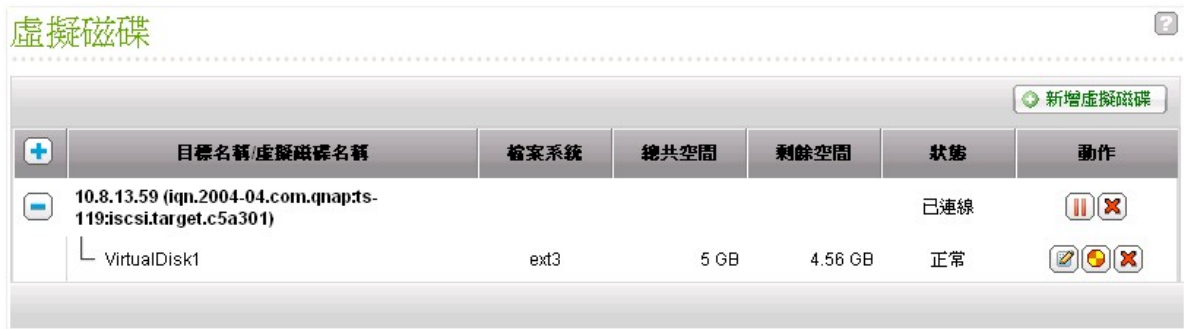 虛擬磁碟
?
新增虛擬磁碟
目標名稱/虛擬磁碟名稱 檔案系統 總共空間 剩餘空間 狀態 動作
10.8.13.59 (iqn.2004-04.com.qnap:ts-
119:iscsi.target.c5a301) 已連線
VirtualDisk1 ext3 5 GB 4.56 GB 正常